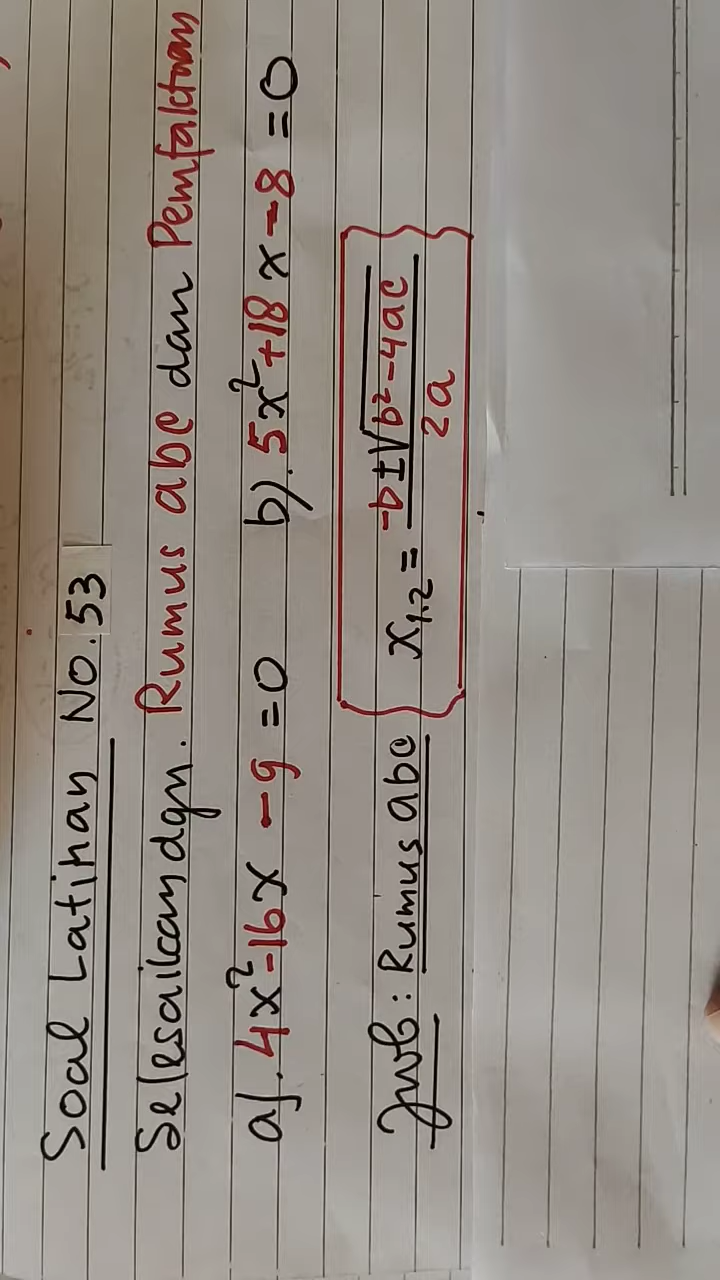 Soal Latihan No. 53
Selesaikan dgn. Rumus abc dan Pemfaktoran
a). 4x²-16x -9 =0 b). 5x²+18x-8 =0
Jwb: Rumus abc x₁.₂ = -b±√b²-4ac / 2a